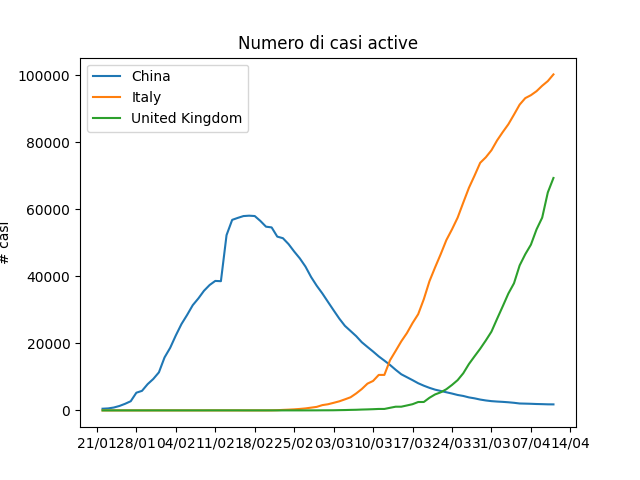 Numero di casi active
China
Italy
United Kingdom
# casi
100000
80000
60000
40000
20000
0
21/01 28/01 04/02 11/02 18/02 25/02 03/03 10/03 17/03 24/03 31/03 07/04 14/04